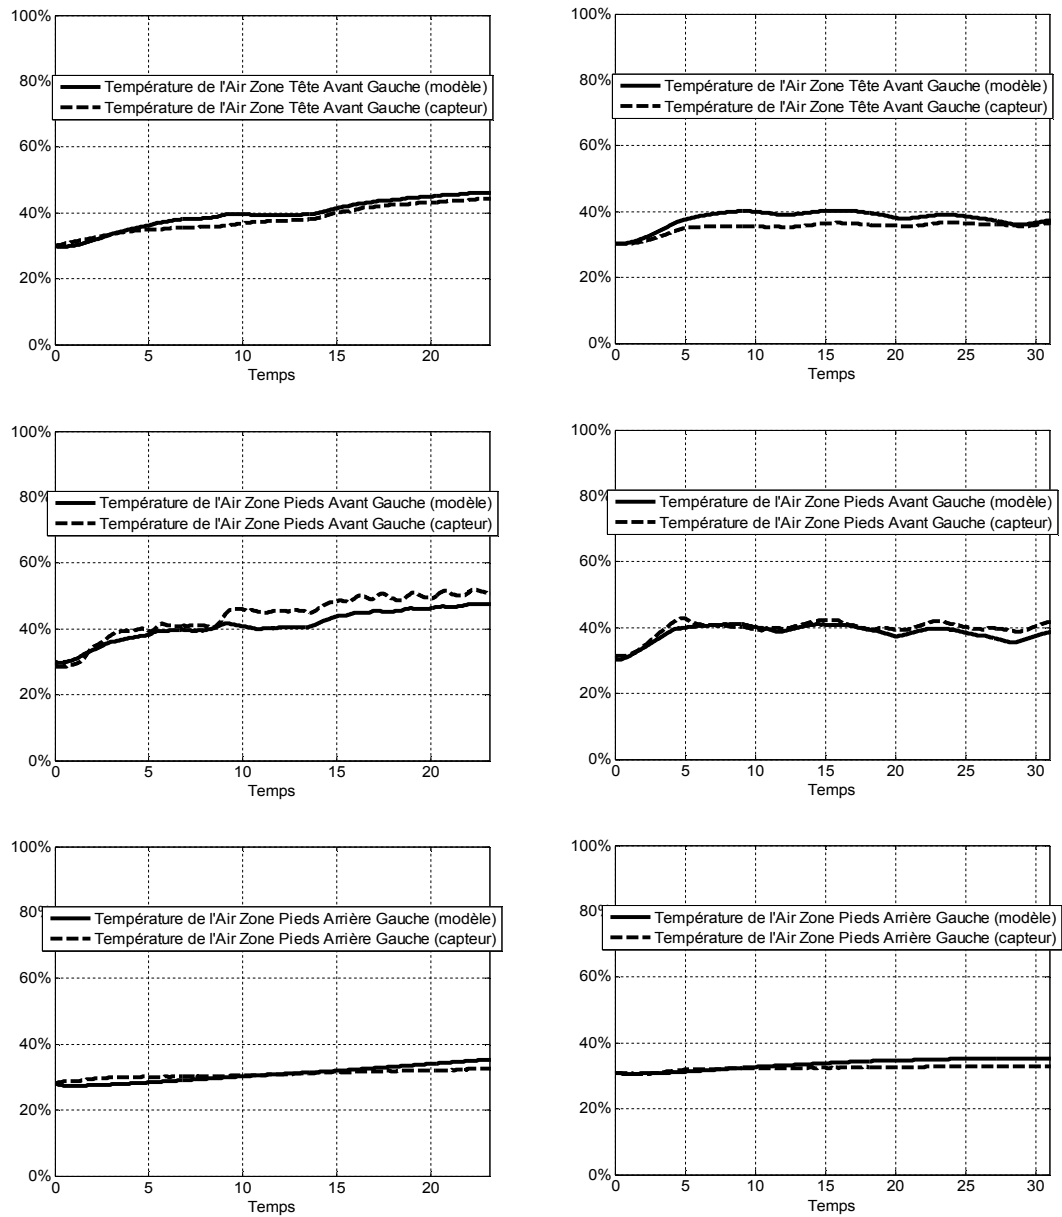 100%
80%
60%
40%
20%
0%
Température de l'Air Zone Tête Avant Gauche (modèle)
Température de l'Air Zone Tête Avant Gauche (capteur)
0 5 10 15 20
Temps
100%
80%
60%
40%
20%
0%
Température de l'Air Zone Tête Avant Gauche (modèle)
Température de l'Air Zone Tête Avant Gauche (capteur)
0 5 10 15 20 25 30
Temps
100%
80%
60%
40%
20%
0%
Température de l'Air Zone Pieds Avant Gauche (modèle)
Température de l'Air Zone Pieds Avant Gauche (capteur)
0 5 10 15 20
Temps
100%
80%
60%
40%
20%
0%
Température de l'Air Zone Pieds Avant Gauche (modèle)
Température de l'Air Zone Pieds Avant Gauche (capteur)
0 5 10 15 20 25 30
Temps
100%
80%
60%
40%
20%
0%
Température de l'Air Zone Pieds Arrière Gauche (modèle)
Température de l'Air Zone Pieds Arrière Gauche (capteur)
0 5 10 15 20
Temps
100%
80%
60%
40%
20%
0%
Température de l'Air Zone Pieds Arrière Gauche (modèle)
Température de l'Air Zone Pieds Arrière Gauche (capteur)
0 5 10 15 20 25 30
Temps